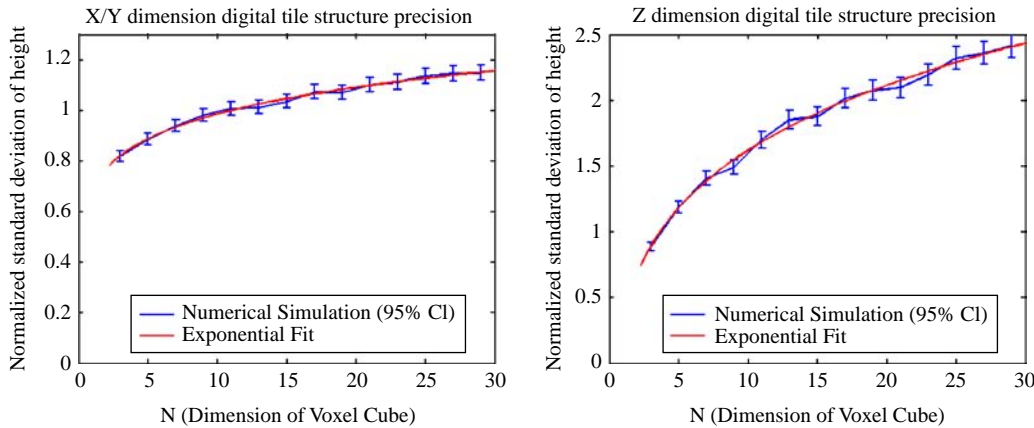 X/Y dimension digital tile structure precision
Normalized standard deviation of height
1.2
1
0.8
0.6
0.4
0.2
0
Numerical Simulation (95% Cl)
Exponential Fit
0 5 10 15 20 25 30
N (Dimension of Voxel Cube)
Z dimension digital tile structure precision
Normalized standard deviation of height
2.5
2
1.5
1
0.5
0
Numerical Simulation (95% Cl)
Exponential Fit
0 5 10 15 20 25 30
N (Dimension of Voxel Cube)